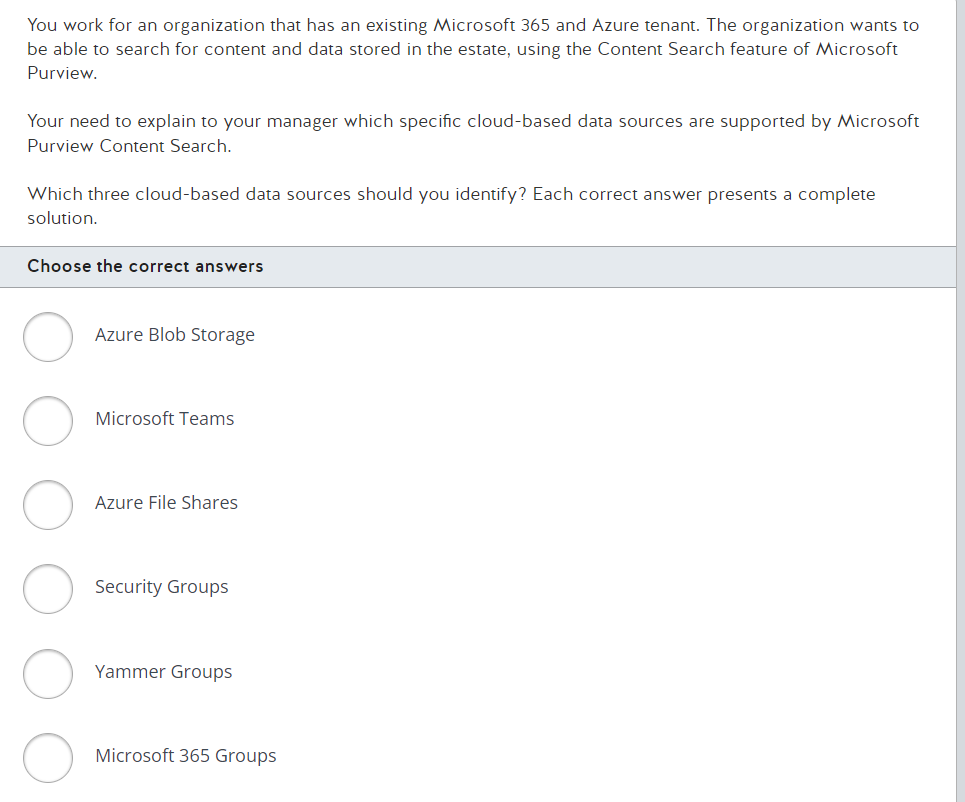 You work for an organization that has an existing Microsoft 365 and Azure tenant. The organization wants to
be able to search for content and data stored in the estate, using the Content Search feature of Microsoft
Purview.
Your need to explain to your manager which specific cloud-based data sources are supported by Microsoft
Purview Content Search.
Which three cloud-based data sources should you identify? Each correct answer presents a complete
solution.
Choose the correct answers
Azure Blob Storage
Microsoft Teams
Azure File Shares
Security Groups
Yammer Groups
Microsoft 365 Groups